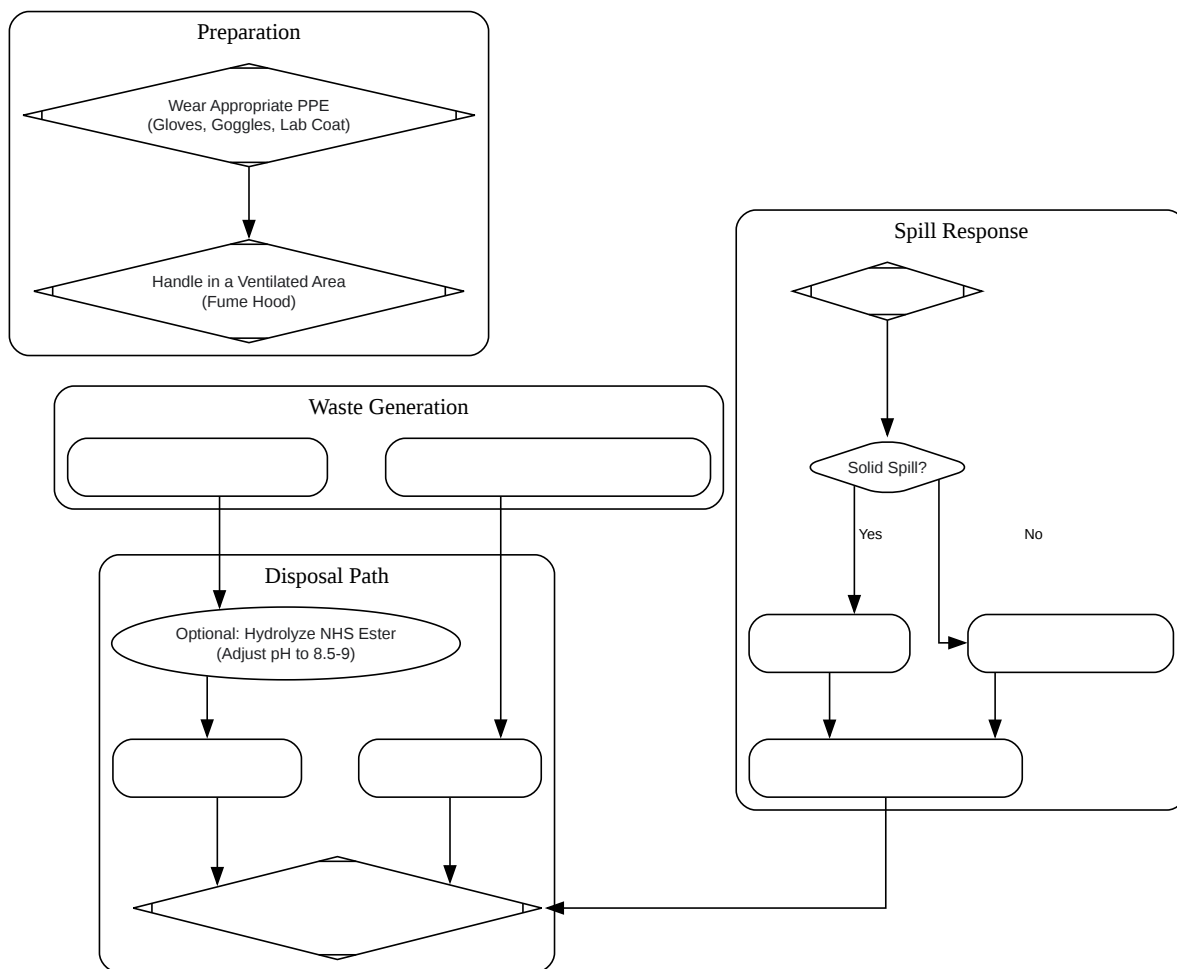 Preparation
Wear Appropriate PPE
(Gloves, Goggles, Lab Coat)
Handle in a Ventilated Area
(Fume Hood)
Spill Response
Solid Spill?
Yes
No
Waste Generation
Disposal Path
Optional: Hydrolyze NHS Ester
(Adjust pH to 8.5-9)